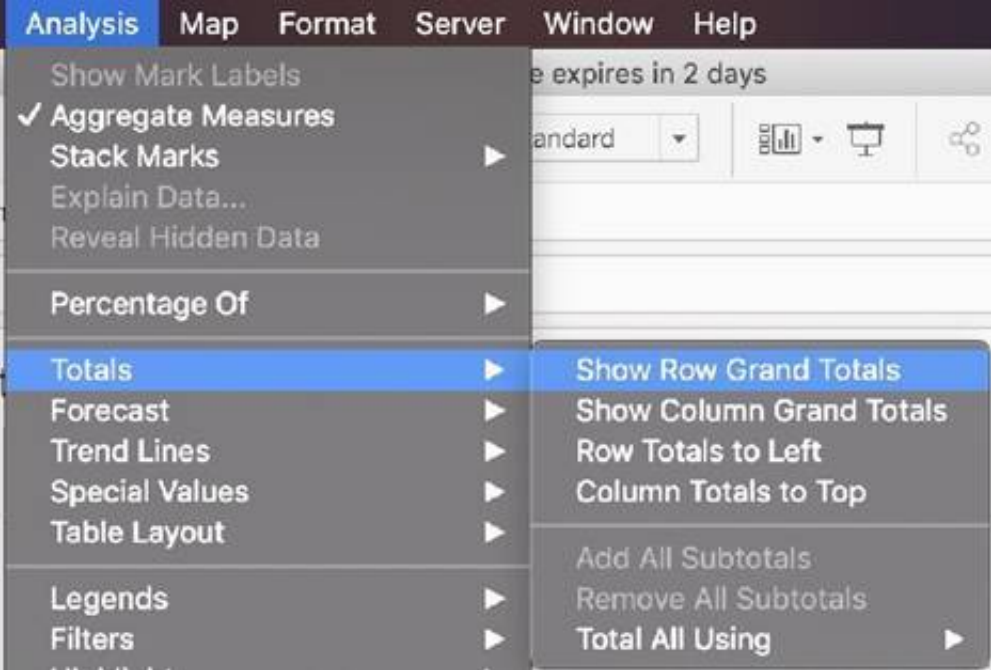 Analysis Map Format Server Window Help
Show Mark Labels
e expires in 2 days
✓ Aggregate Measures
andard
Stack Marks
Explain Data...
Reveal Hidden Data
Percentage Of
Totals
Show Row Grand Totals
Forecast
Show Column Grand Totals
Trend Lines
Row Totals to Left
Special Values
Column Totals to Top
Table Layout
Add All Subtotals
Legends
Remove All Subtotals
Filters
Total All Using